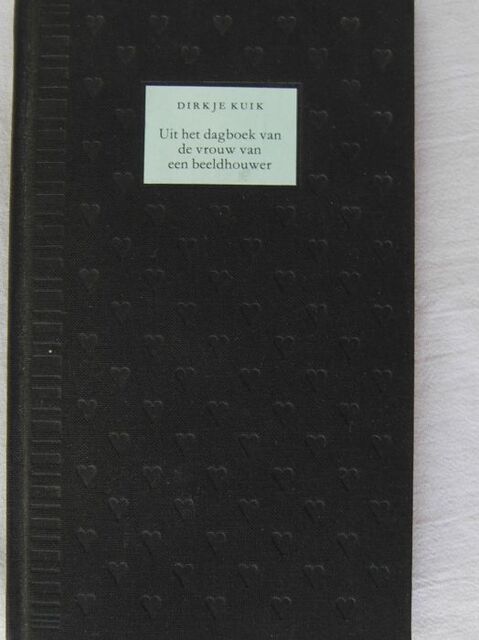 DIRKJE KUIK
Uit het dagboek van
de vrouw van
een beeldhouwer